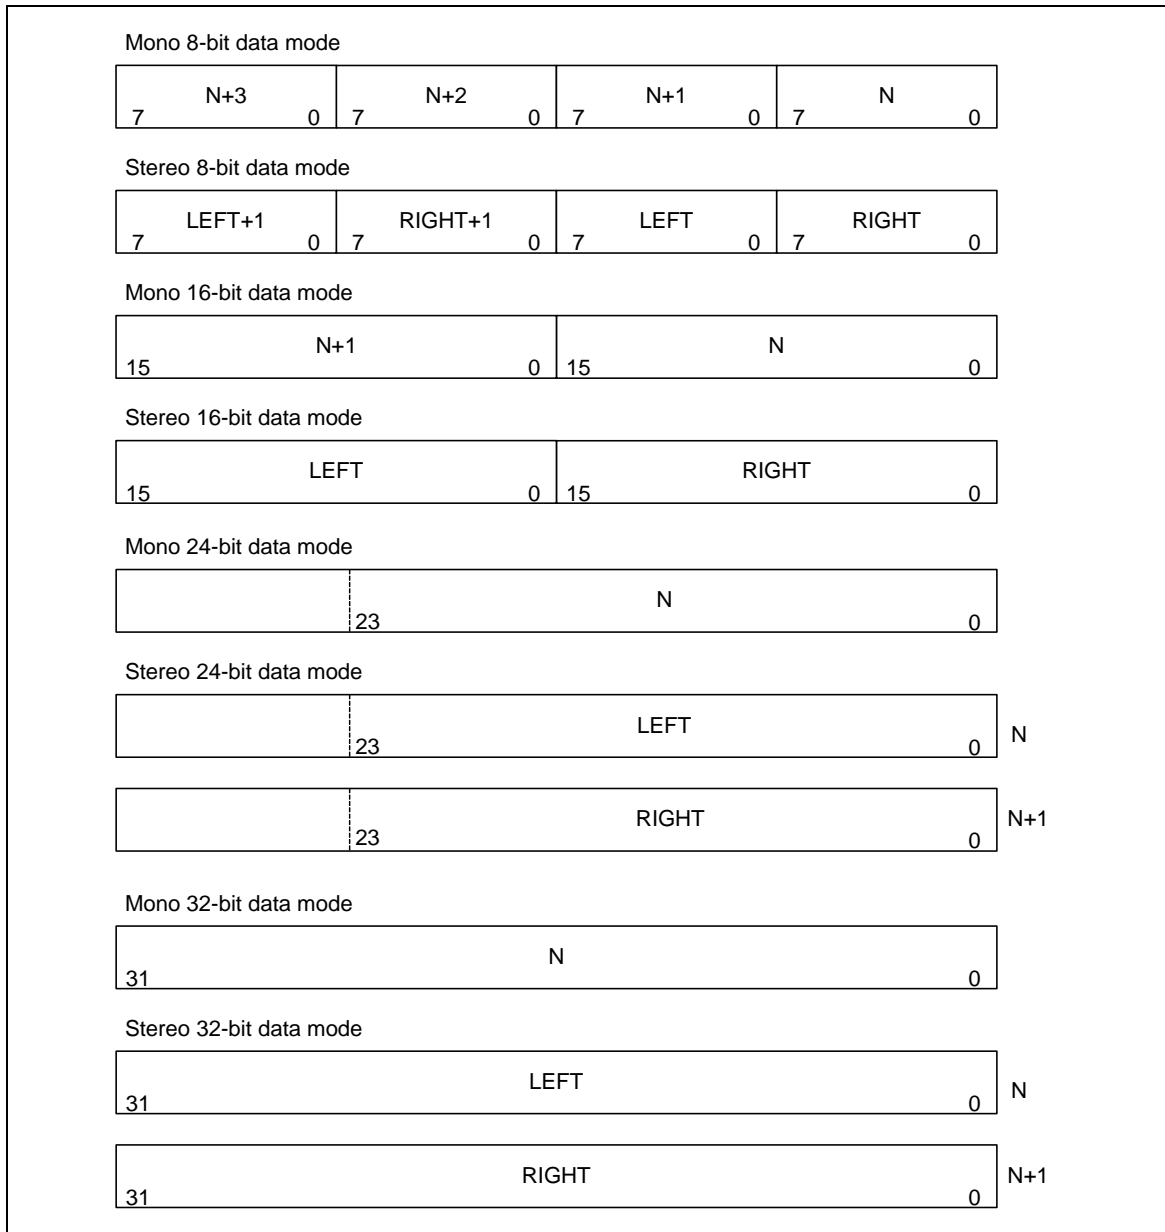 Mono 8-bit data mode
N+3 N+2 N+1 N
7 0 7 0 7 0 7 0
Stereo 8-bit data mode
LEFT+1 RIGHT+1 LEFT RIGHT
7 0 7 0 7 0 7 0
Mono 16-bit data mode
N+1 N
15 0 15 0
Stereo 16-bit data mode
LEFT RIGHT
15 0 15 0
Mono 24-bit data mode
N
23 0
Stereo 24-bit data mode
LEFT N
23 0
RIGHT N+1
23 0
Mono 32-bit data mode
N
31 0
Stereo 32-bit data mode
LEFT N
31 0
RIGHT N+1
31 0